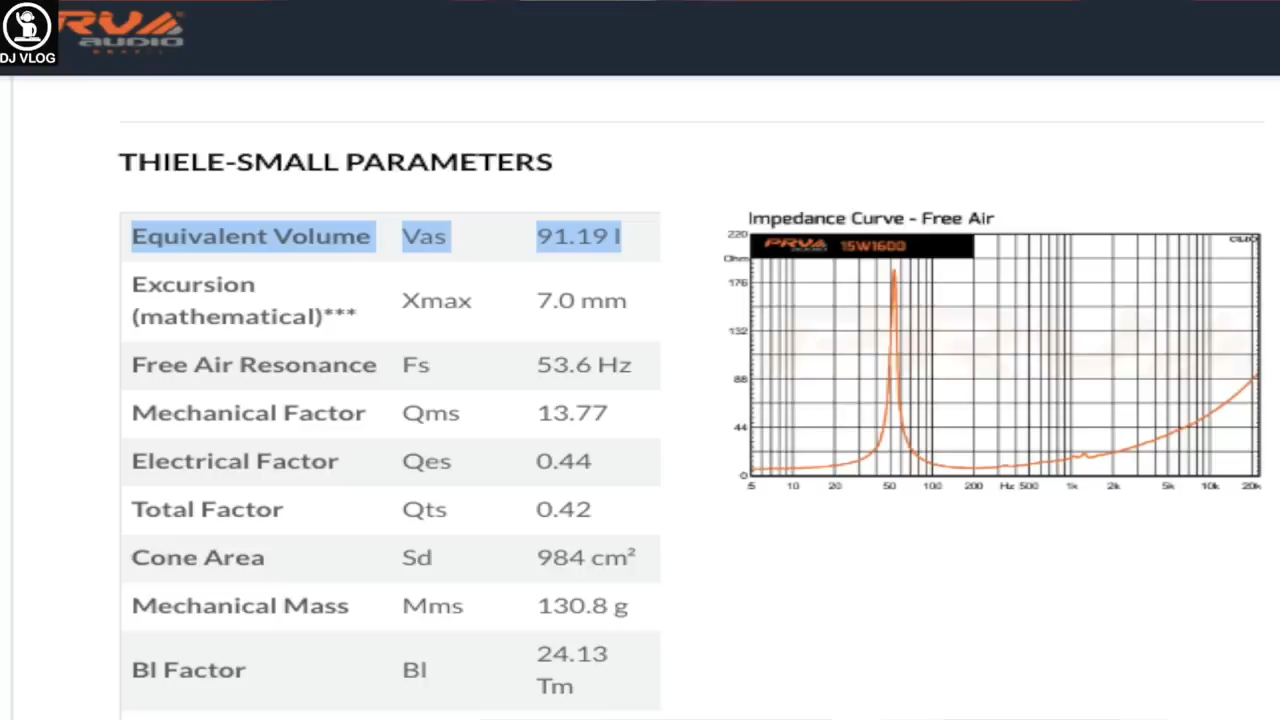 RVA
AUDIO
BRAZIL
DJ VLOG
THIELE-SMALL PARAMETERS
Equivalent Volume Vas 91.19 l
Excursion
(mathematical)*** Xmax 7.0 mm
Free Air Resonance Fs 53.6 Hz
Mechanical Factor Qms 13.77
Electrical Factor Qes 0.44
Total Factor Qts 0.42
Cone Area Sd 984 cm²
Mechanical Mass Mms 130.8 g
Bl Factor Bl 24.13
Tm
Impedance Curve - Free Air
220
Ohm
PRVA 15W1600
CLIO
176
132
88
44
0
5 10 20 50 100 200 Hz 500 1k 2k 5k 10k 20k